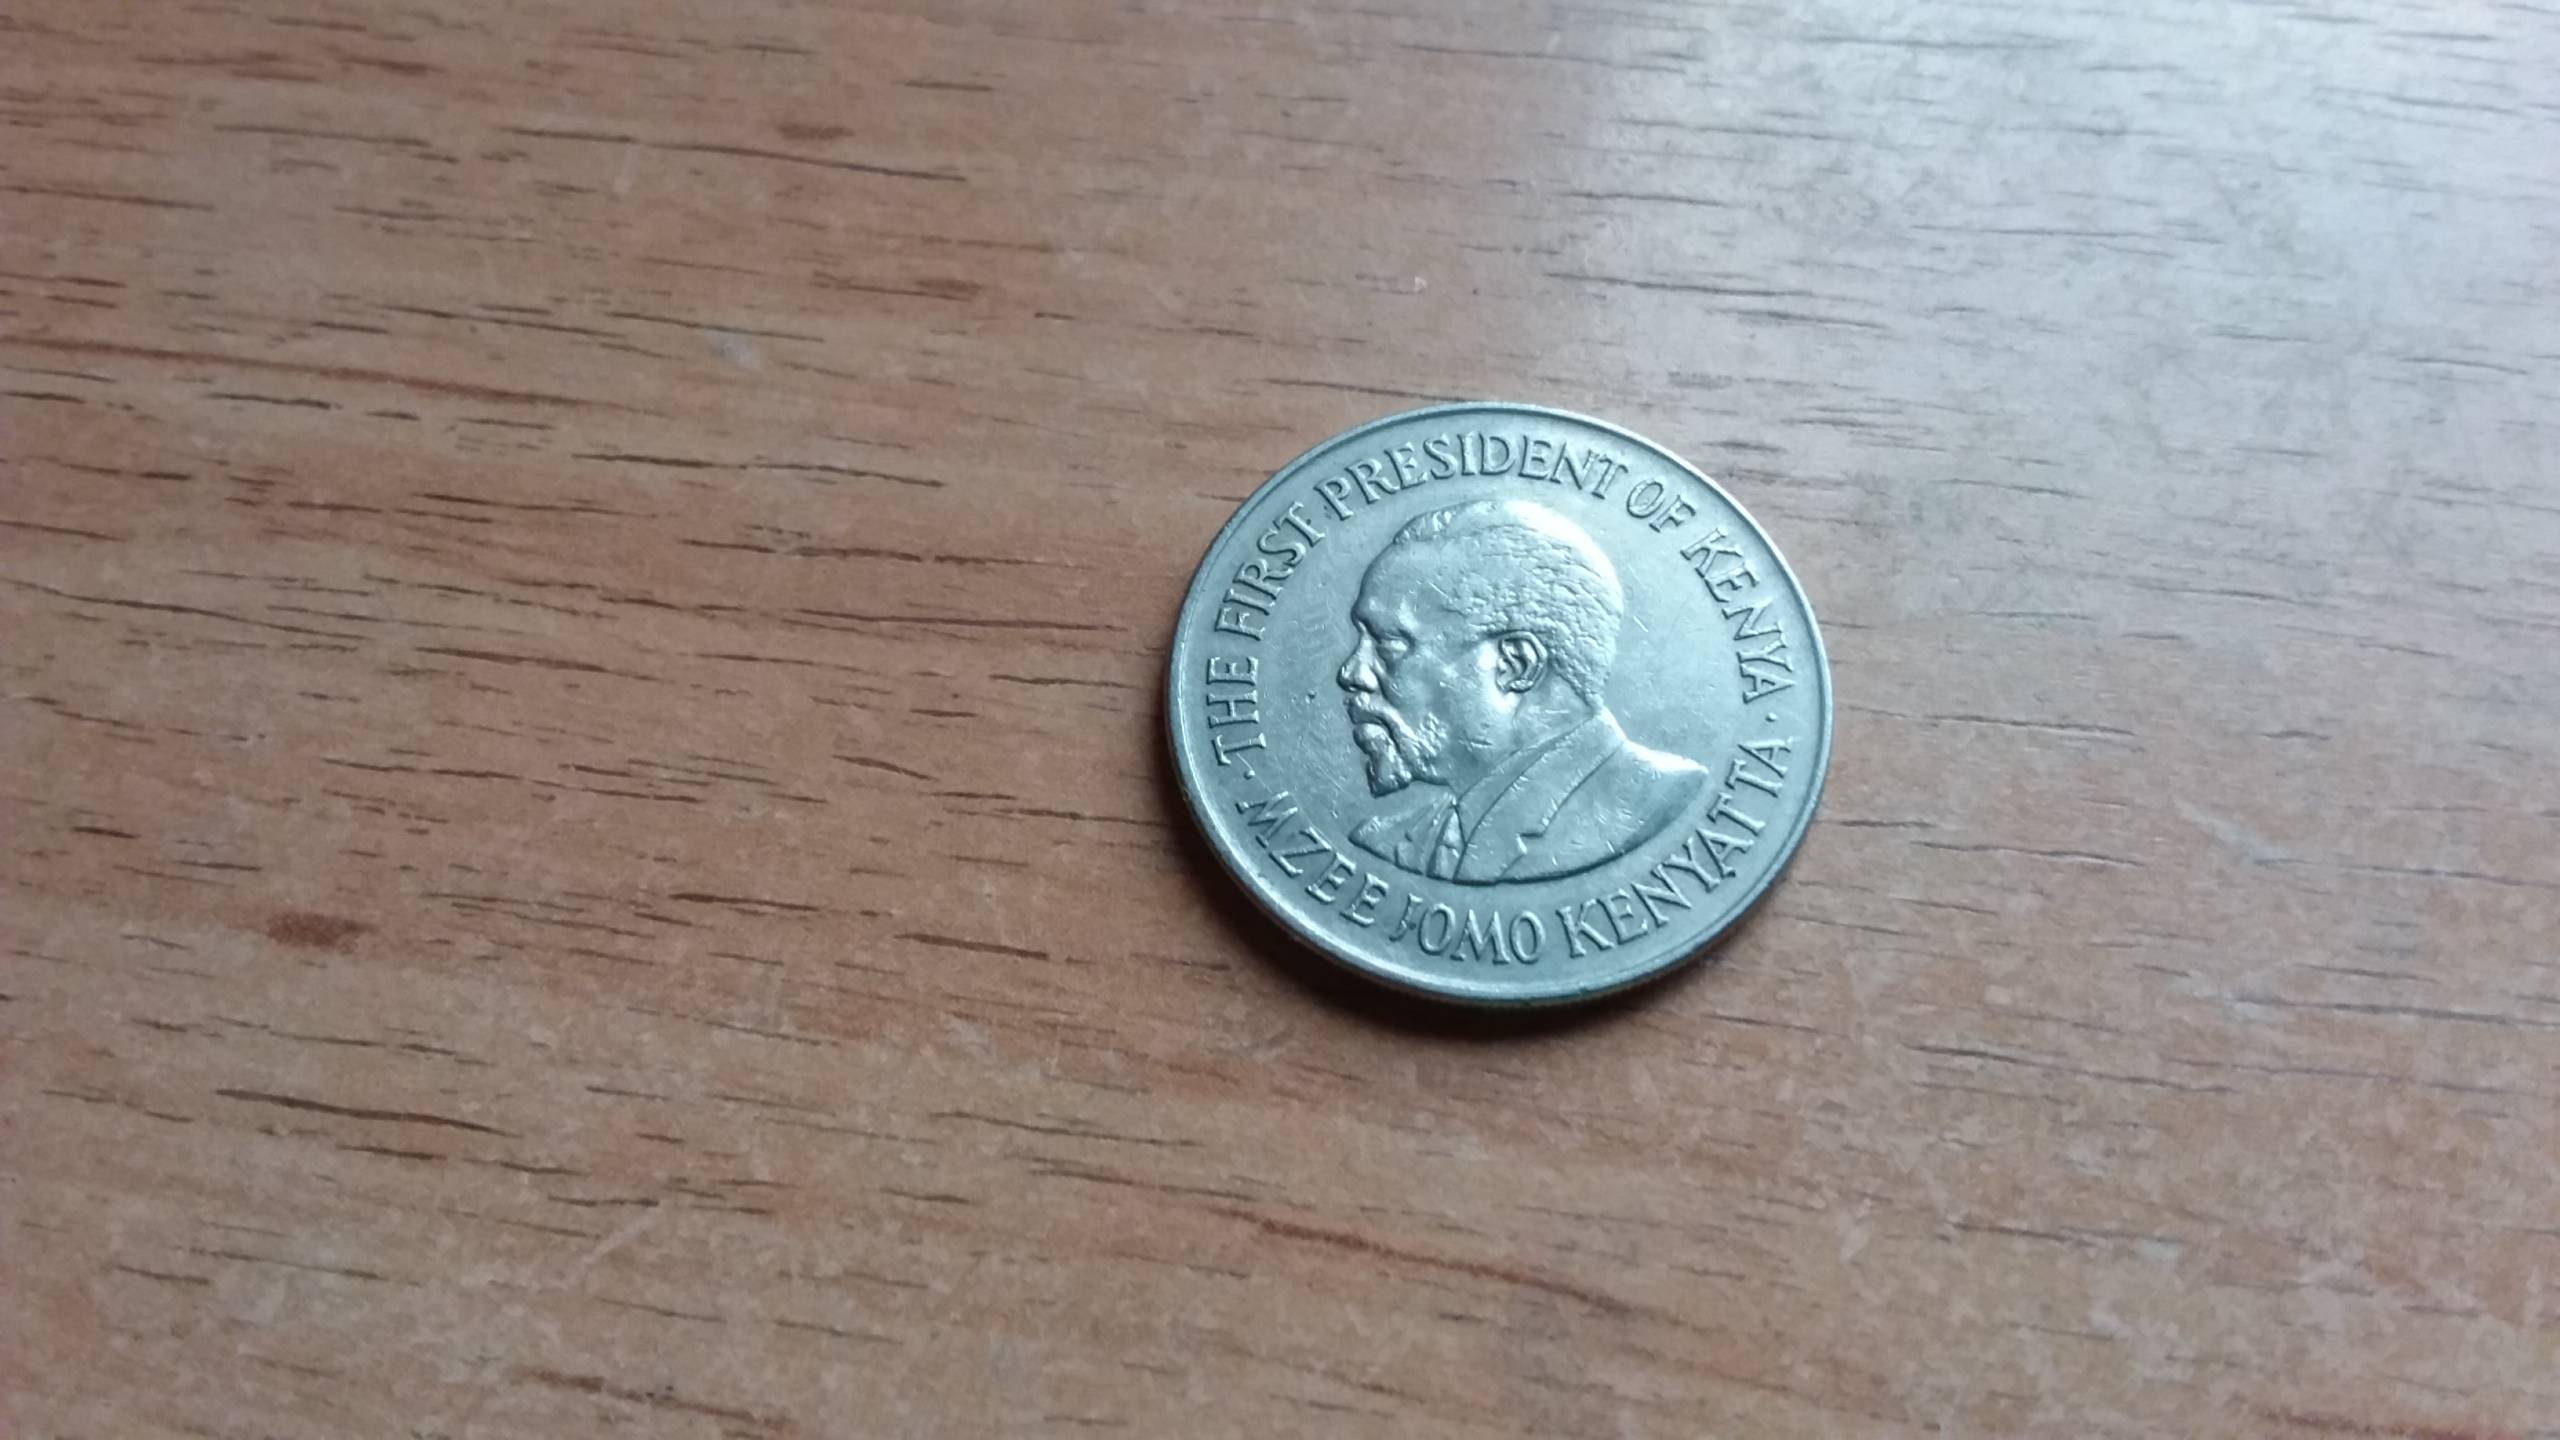 ·THE FIRST PRESIDENT OF KENYA·
MZEE JOMO KENYATTA